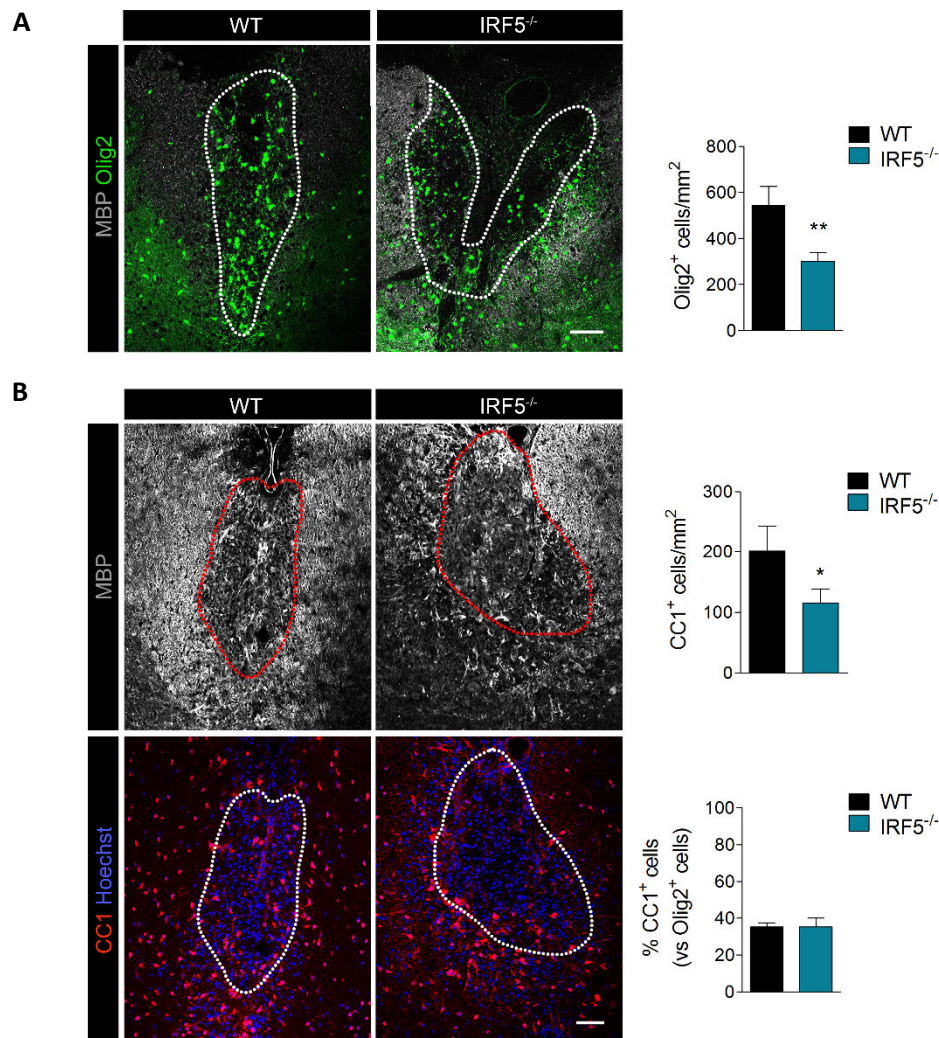 A
WT
IRF5-/-
MBP Olig2
WT
IRF5-/-
800
600
400
200
0
Olig2+ cells/mm2
**
B
WT
IRF5-/-
MBP
WT
IRF5-/-
300
200
100
0
CC1+ cells/mm2
*
CC1 Hoechst
WT
IRF5-/-
100
80
60
40
20
0
% CC1+ cells
(vs Olig2+ cells)